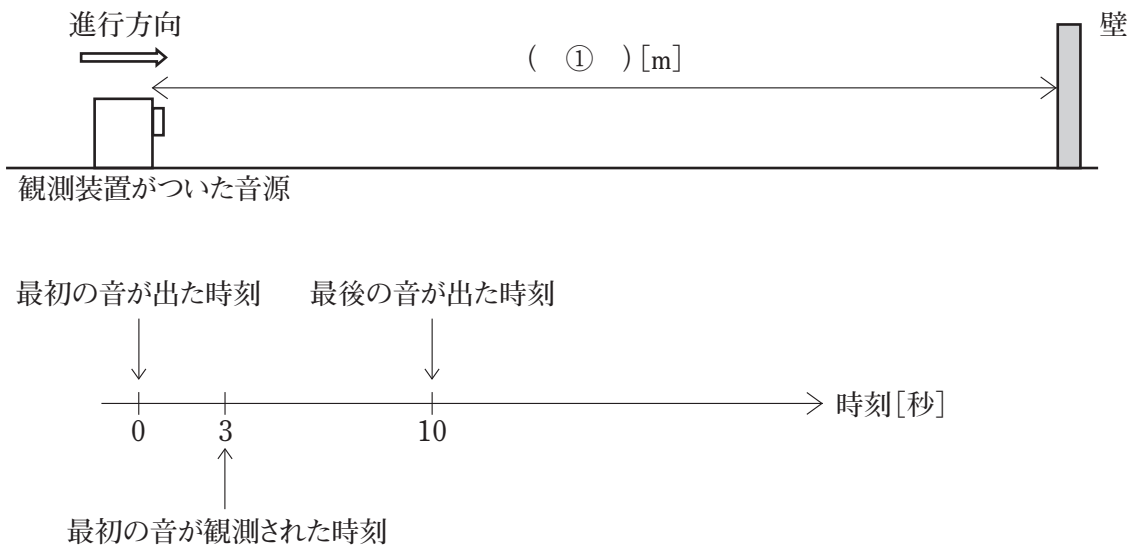 進行方向
壁
( ① )[m]
観測装置がついた音源
最初の音が出た時刻 最後の音が出た時刻
0 3 10 時刻[秒]
最初の音が観測された時刻